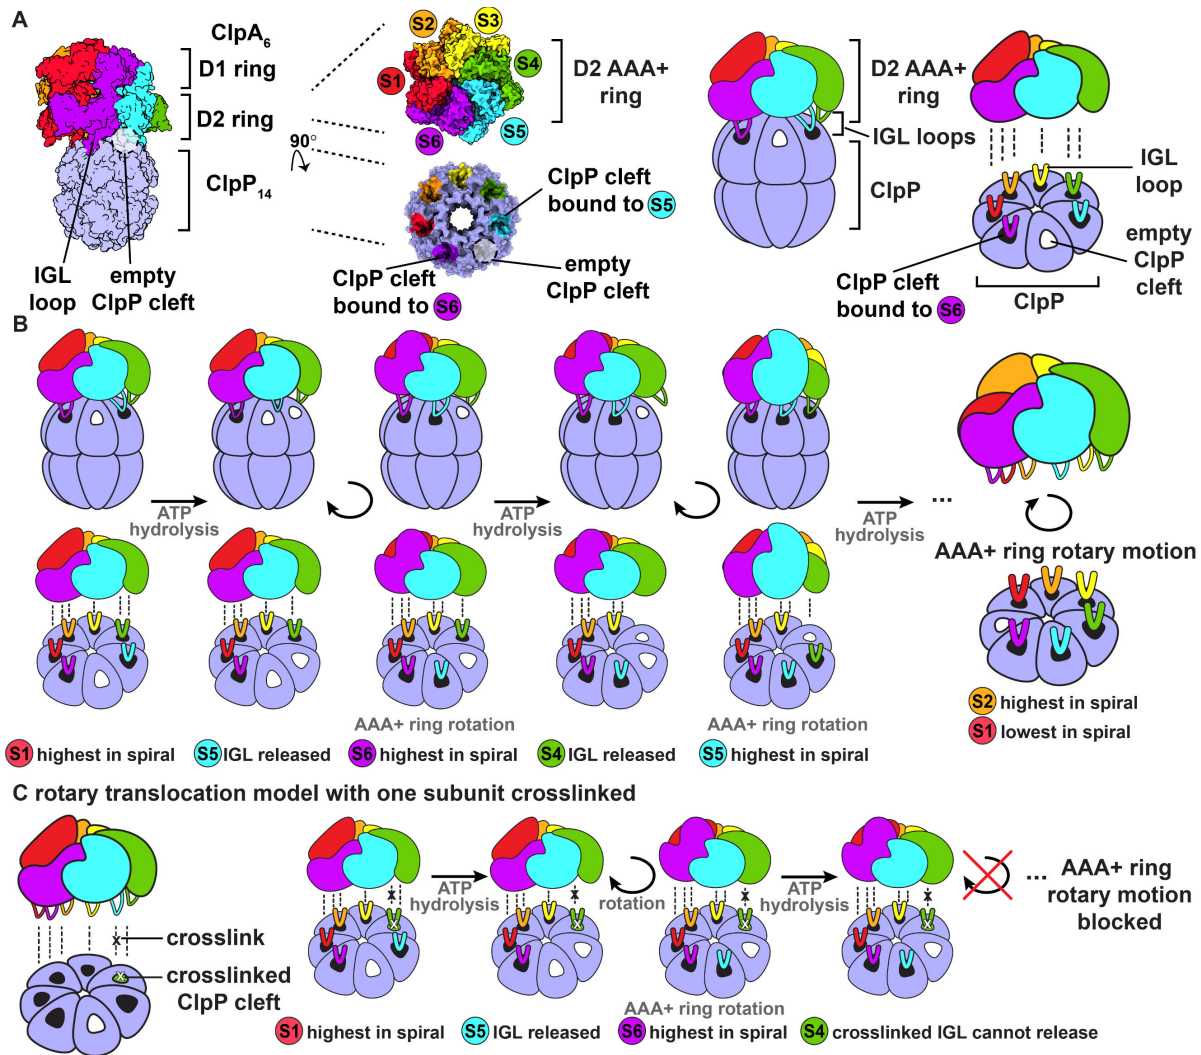 A
ClpA6
D1 ring
D2 ring
ClpP14
IGL
loop
empty
ClpP cleft
90°
S1
S2
S3
S4
S5
S6
D2 AAA+
ring
ClpP cleft
bound to S5
ClpP cleft
bound to S6
empty
ClpP cleft
D2 AAA+
ring
IGL loops
ClpP
IGL
loop
empty
ClpP
cleft
ClpP cleft
bound to S6
ClpP
B
ATP
hydrolysis
ATP
hydrolysis
ATP
hydrolysis
...
AAA+ ring rotary motion
AAA+ ring rotation
AAA+ ring rotation
S2 highest in spiral
S1 lowest in spiral
S1 highest in spiral
S5 IGL released
S6 highest in spiral
S4 IGL released
S5 highest in spiral
C rotary translocation model with one subunit crosslinked
x
crosslink
x
crosslinked
ClpP cleft
ATP
hydrolysis
x
x
rotation
x
x
ATP
hydrolysis
x
x
x
x
...
AAA+ ring
rotary motion
blocked
AAA+ ring rotation
S1 highest in spiral
S5 IGL released
S6 highest in spiral
S4 crosslinked IGL cannot release